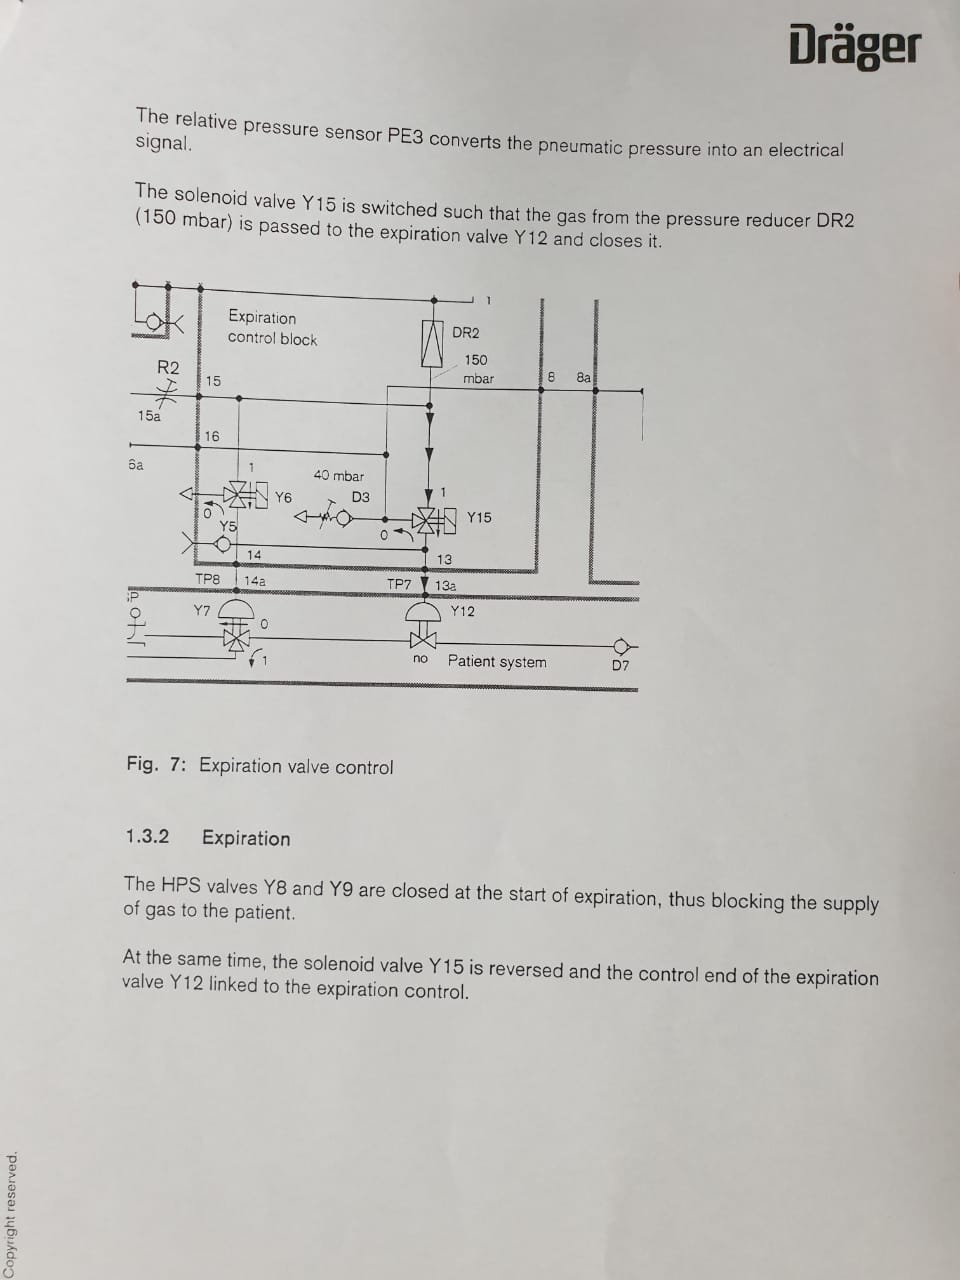 Dräger
The relative pressure sensor PE3 converts the pneumatic pressure into an electrical
signal.
The solenoid valve Y15 is switched such that the gas from the pressure reducer DR2
(150 mbar) is passed to the expiration valve Y12 and closes it.
1
Expiration
control block
DR2
150
mbar
R2
15
8
8a
15a
16
6a
1
40 mbar
Y6
D3
1
Y15
0
Y5
0
14
13
TP8
14a
TP7
13a
Y7
0
Y12
1
no
Patient system
D7
Fig. 7: Expiration valve control
1.3.2 Expiration
The HPS valves Y8 and Y9 are closed at the start of expiration, thus blocking the supply
of gas to the patient.
At the same time, the solenoid valve Y15 is reversed and the control end of the expiration
valve Y12 linked to the expiration control.
Copyright reserved.